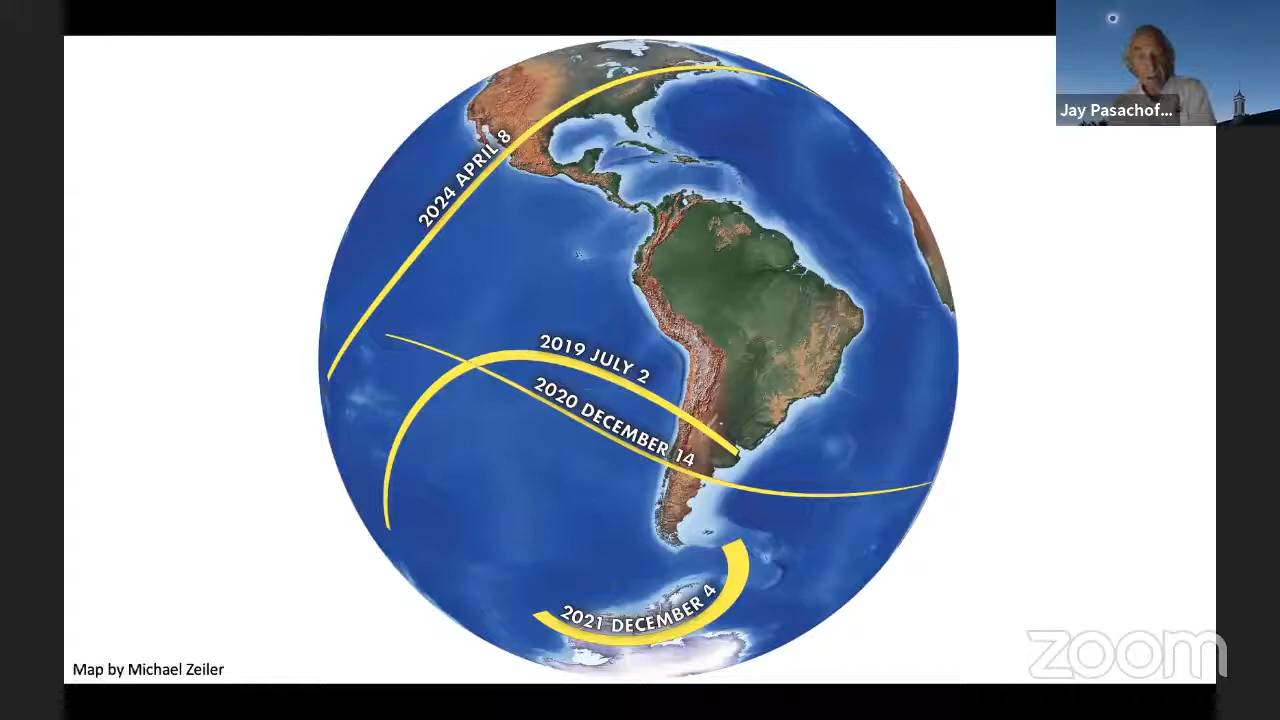 Jay Pasachof...
2024 APRIL 8
2019 JULY 2
2020 DECEMBER 14
2021 DECEMBER 4
zoom
Map by Michael Zeiler